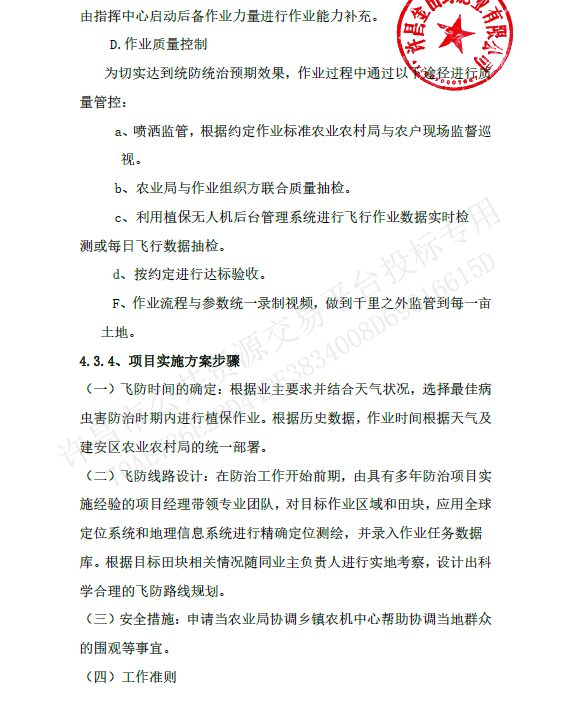 由指挥中心启动后备作业力量进行作业能力补充。
D.作业质量控制
为切实达到统防统治预期效果，作业过程中通过以下途径进行质
量管控：
a、喷洒监管，根据约定作业标准农业农村局与农户现场监督巡
视。
b、农业局与作业组织方联合质量抽检。
c、利用植保无人机后台管理系统进行飞行作业数据实时检
测或每日飞行数据抽检。
d、按约定进行达标验收。
F、作业流程与参数统一录制视频，做到千里之外监管到每一亩
土地。
4.3.4、项目实施方案步骤
（一）飞防时间的确定：根据业主要求并结合天气状况，选择最佳病
虫害防治时期内进行植保作业。根据历史数据，作业时间根据天气及
建安区农业农村局的统一部署。
（二）飞防线路设计：在防治工作开始前期，由具有多年防治项目实
施经验的项目经理带领专业团队，对目标作业区域和田块，应用全球
定位系统和地理信息系统进行精确定位测绘，并录入作业任务数据
库。根据目标田块相关情况随同业主负责人进行实地考察，设计出科
学合理的飞防路线规划。
（三）安全措施：申请当农业局协调乡镇农机中心帮助协调当地群众
的围观等事宜。
（四）工作准则